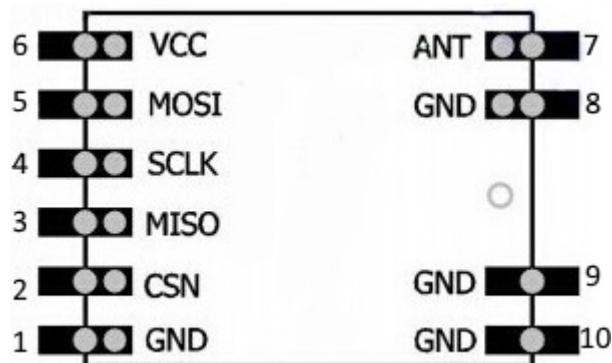 6 VCC ANT 7
5 MOSI GND 8
4 SCLK
3 MISO
2 CSN GND 9
1 GND GND 10